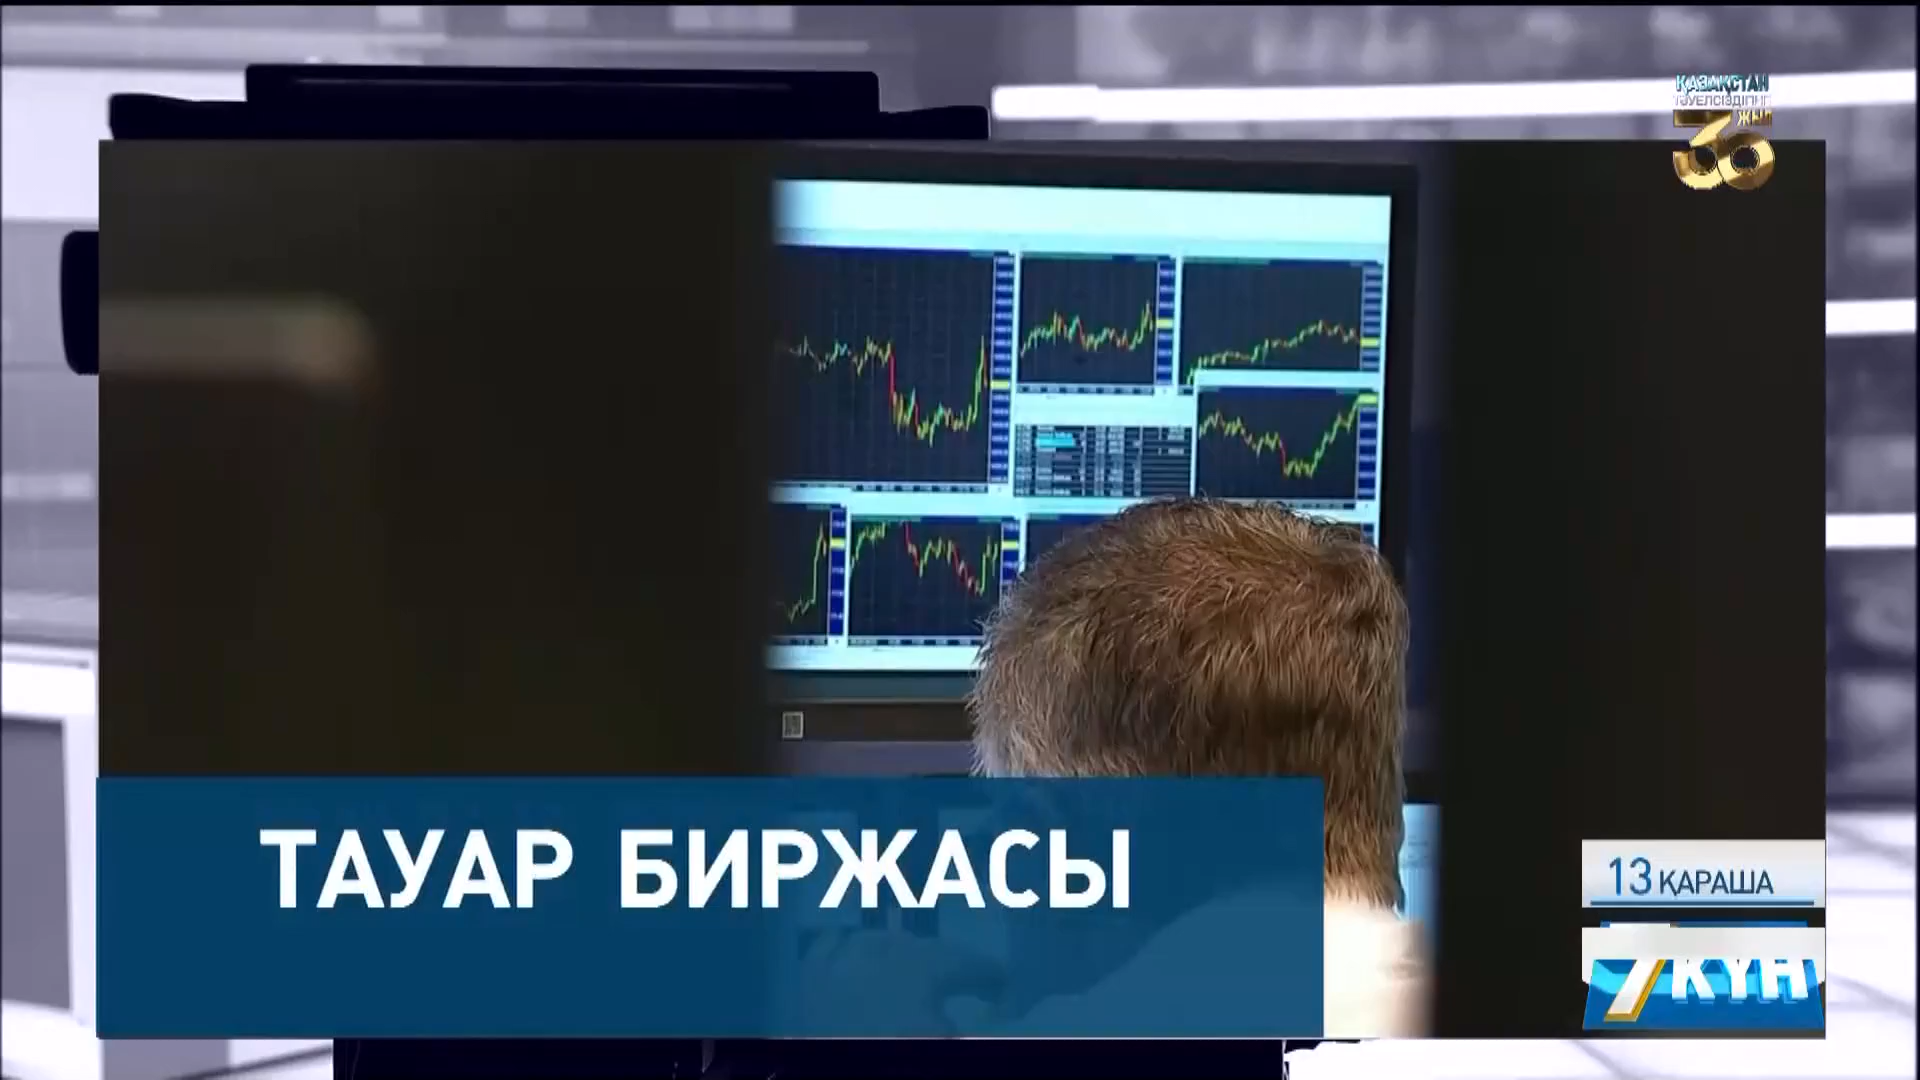 ҚАЗАҚСТАН
ТӘУЕЛСІЗДІГІНЕ
30 ЖЫЛ
ТАУАР БИРЖАСЫ
13 ҚАРАША
7 КҮН